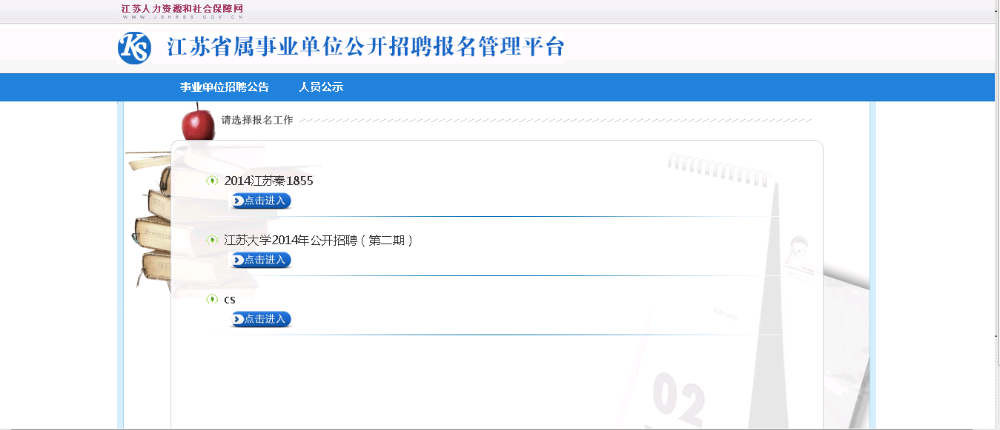 江苏人力资源和社会保障网
WWW JSHRSS GOV.CN
KS
江苏省属事业单位公开招聘报名管理平台
事业单位招聘公告 人员公示
请选择报名工作
2014江苏秦1855
点击进入
江苏大学2014年公开招聘（第二期）
点击进入
cs
点击进入
February
02